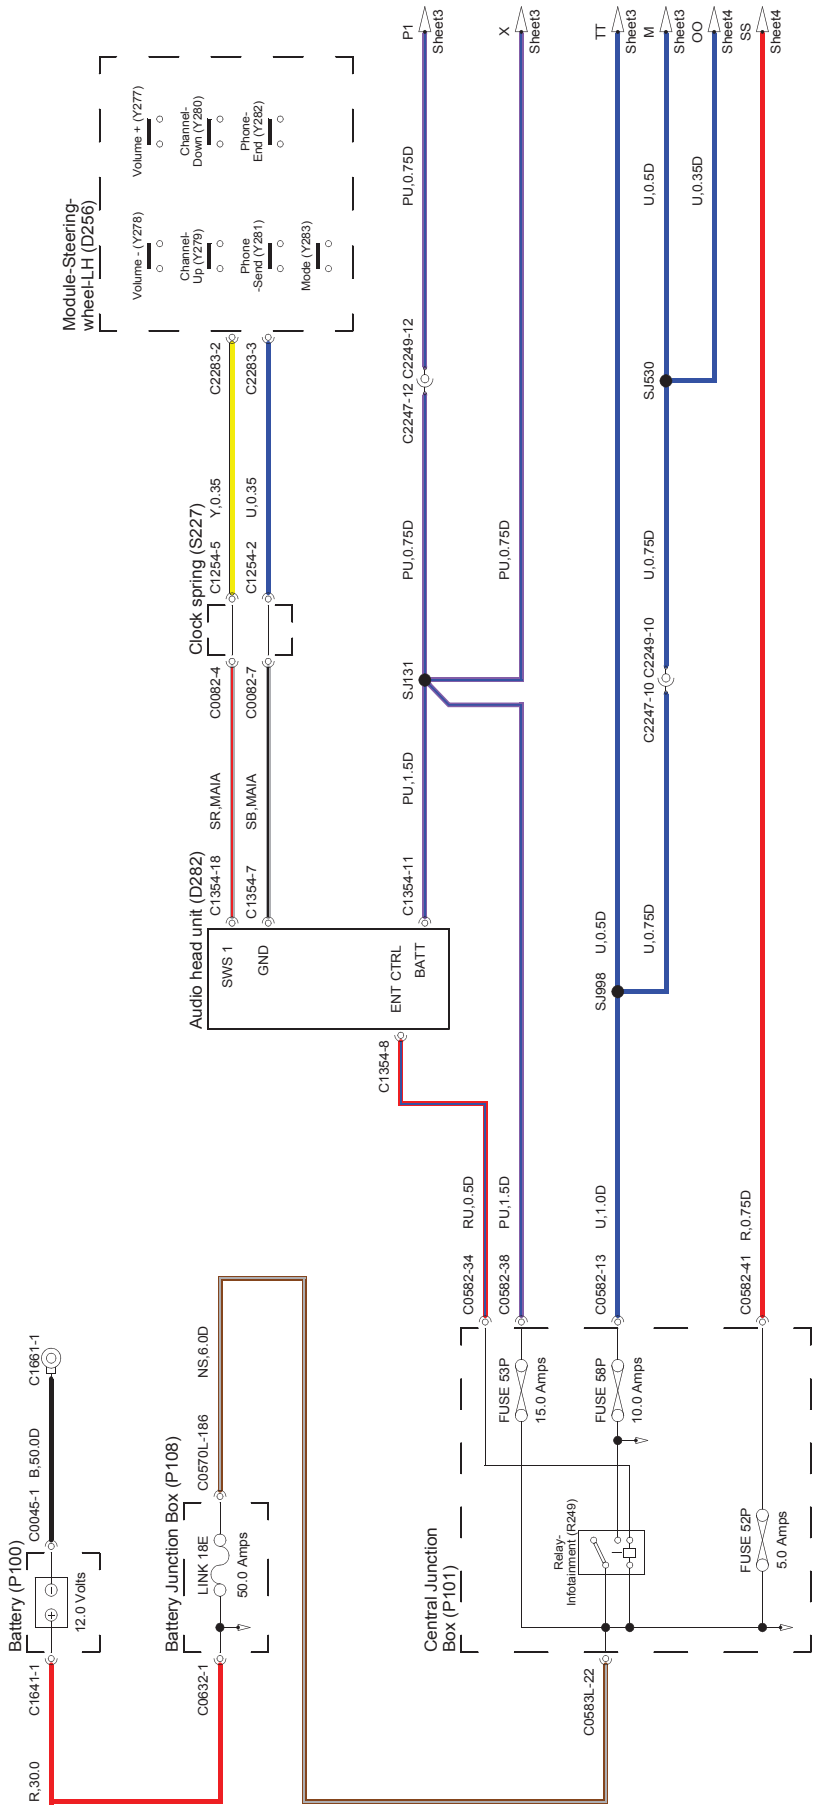 Battery (P100)
C1641-1
R,30.0
12.0 Volts
C0045-1
B,50.0D
C1661-1
Battery Junction Box (P108)
C0632-1
LINK 18E
50.0 Amps
C0570L-186
NS,6.0D
Central Junction
Box (P101)
C0583L-22
Relay-
Infotainment (R249)
FUSE 53P
15.0 Amps
FUSE 58P
10.0 Amps
FUSE 52P
5.0 Amps
C0582-34
RU,0.5D
C0582-38
PU,1.5D
C0582-13
U,1.0D
C0582-41
R,0.75D
Audio head unit (D282)
SWS 1
GND
ENT CTRL
BATT
C1354-8
C1354-18
SR,MAIA
C0082-4
C1354-7
SB,MAIA
C0082-7
C1354-11
PU,1.5D
SJ131
Clock spring (S227)
C1254-5
Y,0.35
C2283-2
C1254-2
U,0.35
C2283-3
Module-Steering-
wheel-LH (D256)
Volume - (Y278)
Volume + (Y277)
Channel-
Up (Y279)
Channel-
Down (Y280)
Phone
-Send (Y281)
Phone-
End (Y282)
Mode (Y283)
PU,0.75D
C2247-12
C2249-12
PU,0.75D
P1
Sheet3
PU,0.75D
X
Sheet3
SJ998
U,0.5D
TT
Sheet3
U,0.75D
C2247-10
C2249-10
U,0.75D
SJ530
U,0.5D
M
Sheet3
U,0.35D
OO
Sheet4
SS
Sheet4